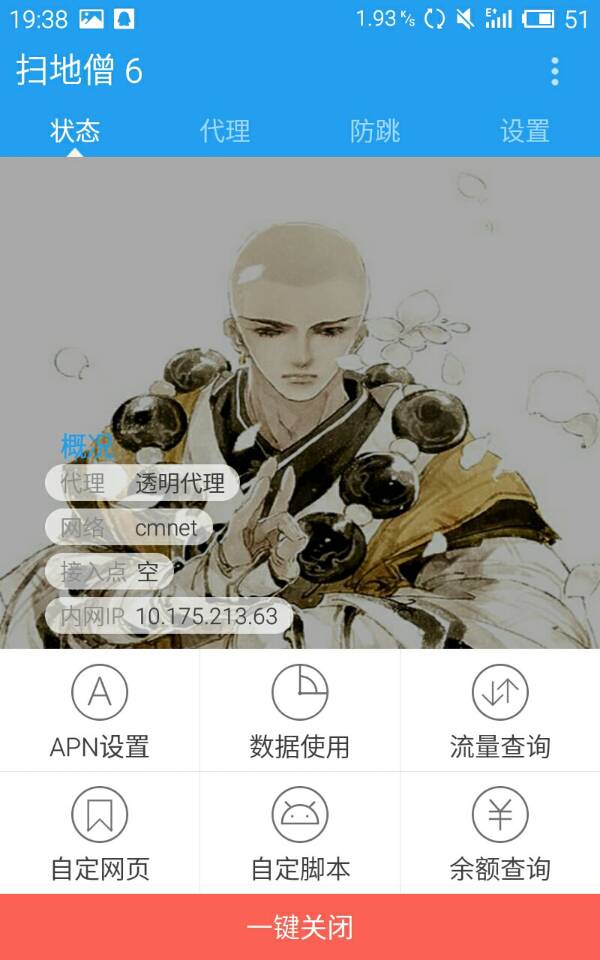 19:38 1.93 K/s E+ 51
扫地僧 6
状态 代理 防跳 设置
概况
代理 透明代理
网络 cmnet
接入点 空
内网IP 10.175.213.63
APN设置 数据使用 流量查询
自定网页 自定脚本 余额查询
一键关闭